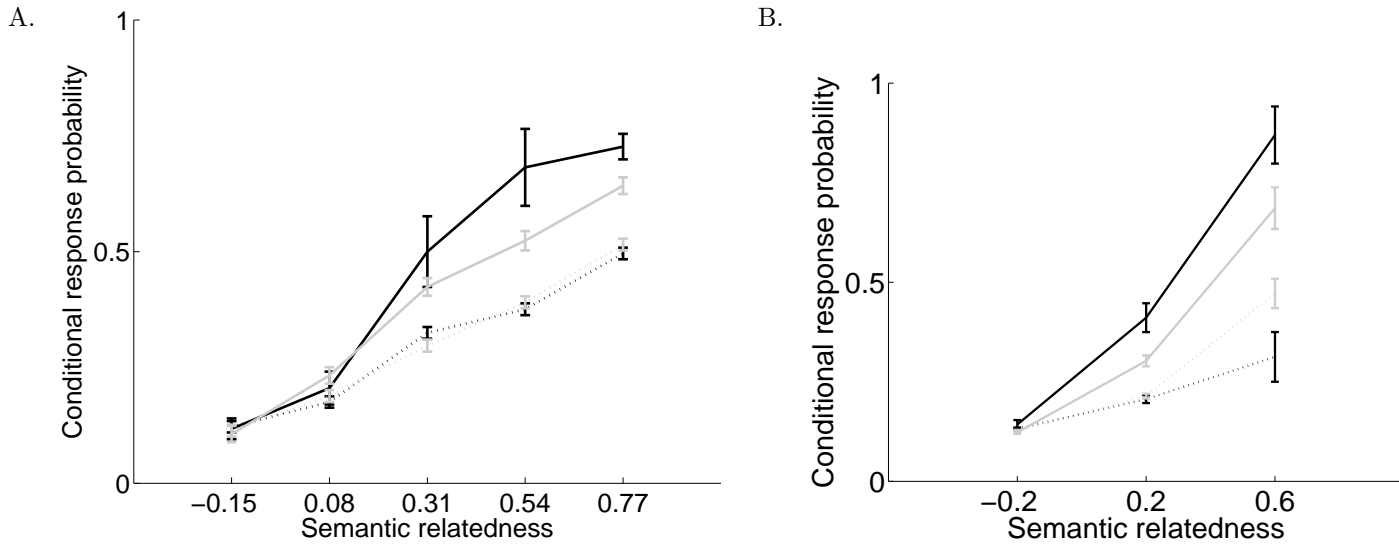 A.
Conditional response probability
1
0.5
0
−0.15 0.08 0.31 0.54 0.77
Semantic relatedness
B.
Conditional response probability
1
0.5
0
−0.2 0.2 0.6
Semantic relatedness